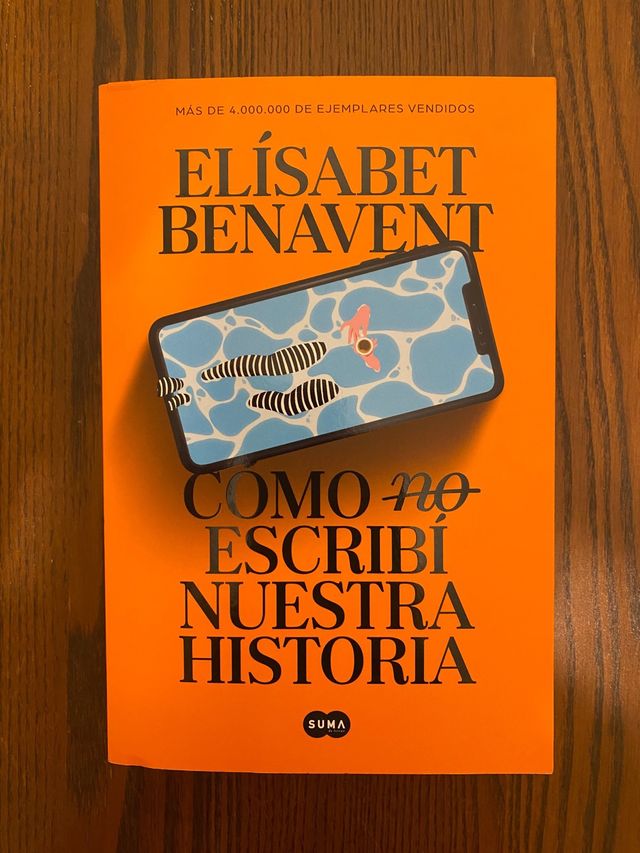 MÁS DE 4.000.000 DE EJEMPLARES VENDIDOS
ELÍSABET
BENAVENT
CÓMO no
ESCRIBÍ
NUESTRA
HISTORIA
SUMA